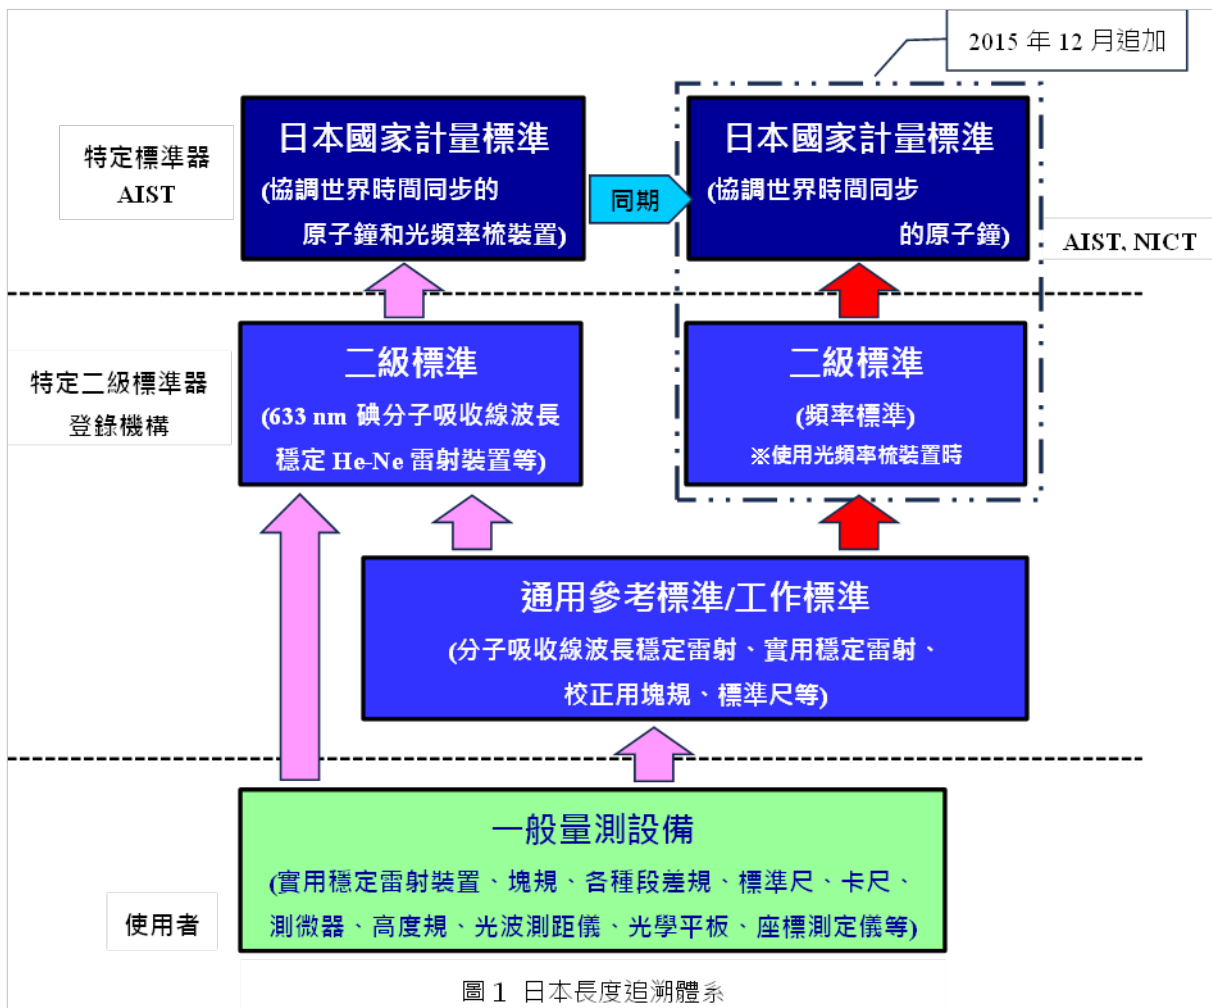 2015 年 12 月追加
特定標準器
AIST
日本國家計量標準
(協調世界時間同步的
原子鐘和光頻率梳裝置)
同期
日本國家計量標準
(協調世界時間同步
的原子鐘)
AIST, NICT
特定二級標準器
登錄機構
二級標準
(633 nm 碘分子吸收線波長
穩定 He-Ne 雷射裝置等)
二級標準
(頻率標準)
※使用光頻率梳裝置時
通用參考標準/工作標準
(分子吸收線波長穩定雷射、實用穩定雷射、
校正用塊規、標準尺等)
使用者
一般量測設備
(實用穩定雷射裝置、塊規、各種段差規、標準尺、卡尺、
測微器、高度規、光波測距儀、光學平板、座標測定儀等)
圖 1 日本長度追溯體系